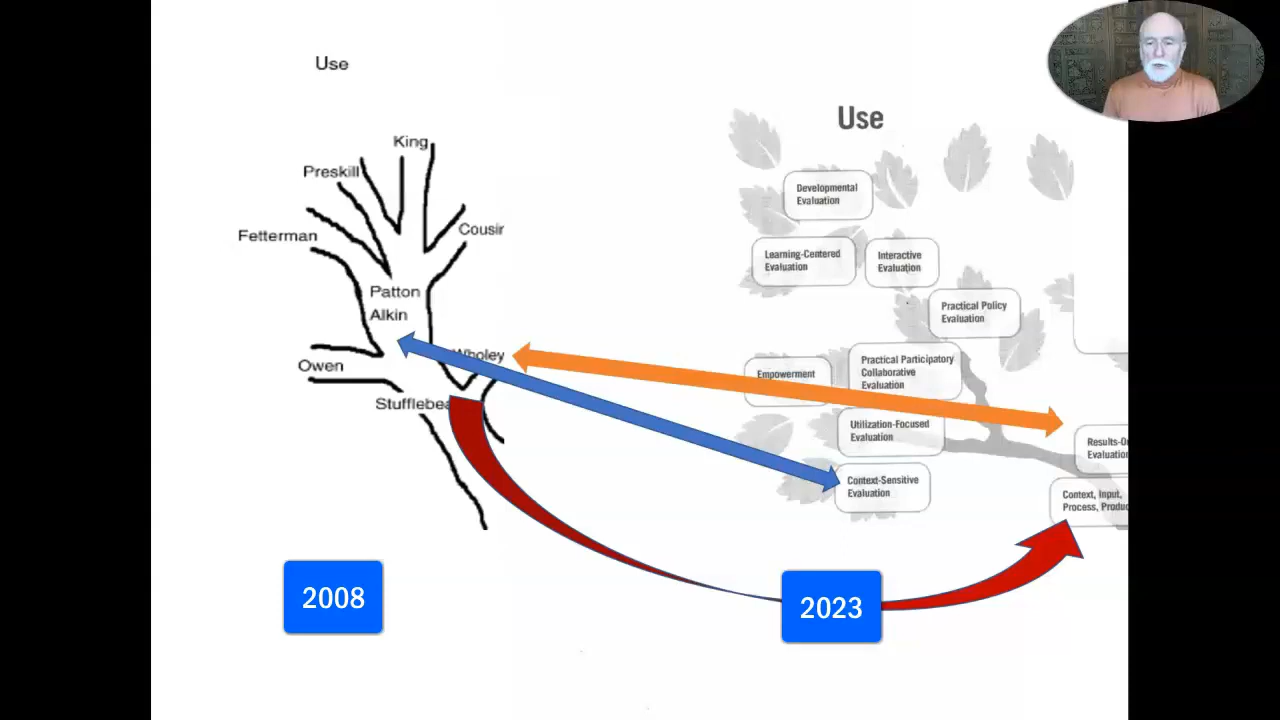 Use
King
Preskill
Fetterman
Cousir
Patton
Alkin
Wholey
Owen
Stufflebea
2008
Use
Developmental
Evaluation
Learning-Centered
Evaluation
Interactive
Evaluation
Practical Policy
Evaluation
Empowerment
Practical Participatory
Collaborative
Evaluation
Utilization-Focused
Evaluation
Results-O
Evaluation
Context-Sensitive
Evaluation
Context, Input,
Process, Produc
2023